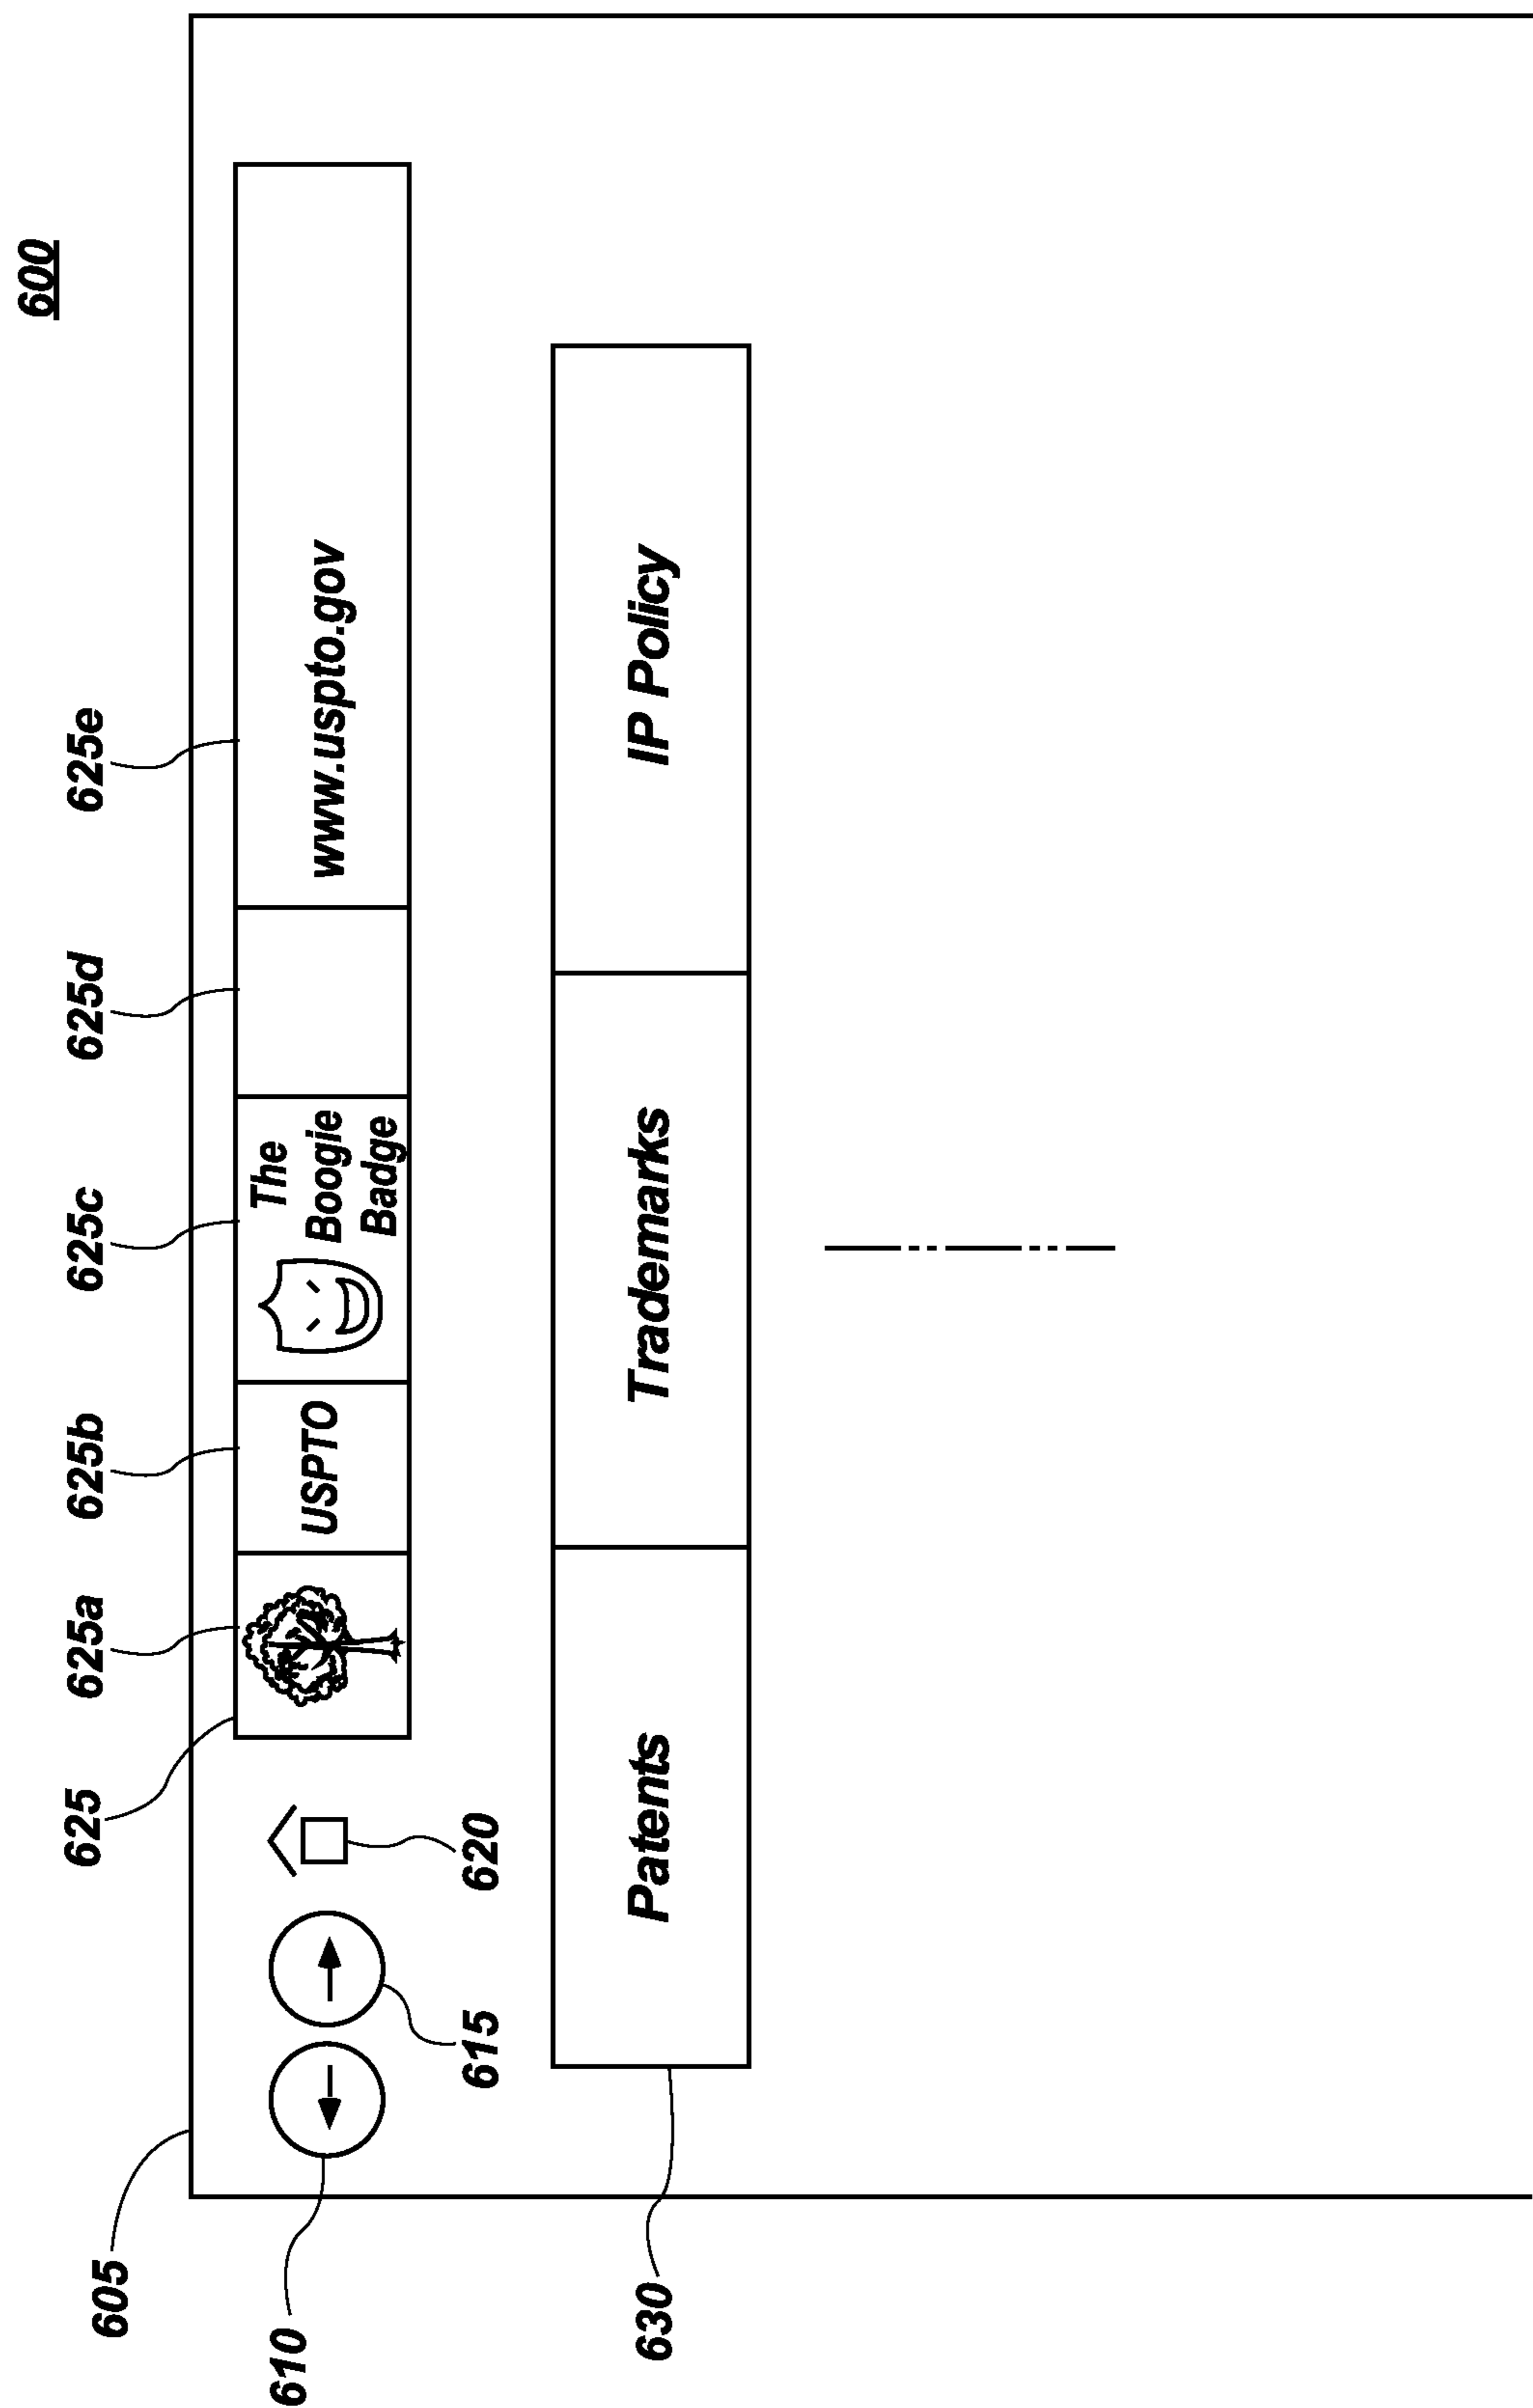 600
625
625a
625b
625c
625d
625e
605
610
615
620
USPTO
The
Boogie
Badge
www.uspto.gov
630
Patents
Trademarks
IP Policy